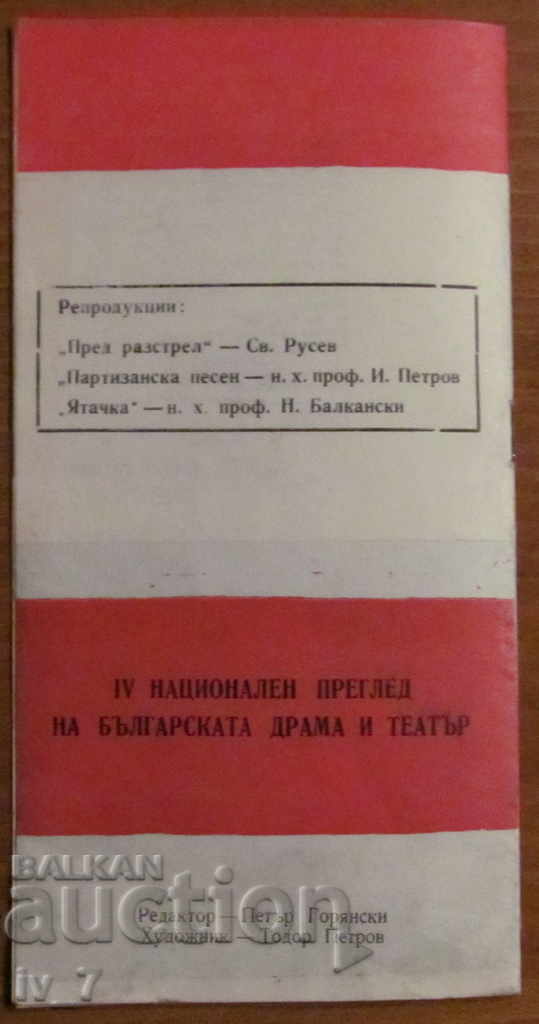 Репродукции:
„Пред разстрел“ — Св. Русев
„Партизанска песен — н. х. проф. И. Петров
„Ятачка“ — н. х. проф. Н. Балкански
IV НАЦИОНАЛЕН ПРЕГЛЕД
НА БЪЛГАРСКАТА ДРАМА И ТЕАТЪР
BALKAN
auction
Редактор — Петър Горянски
Художник — Тодор Петров
iv_7